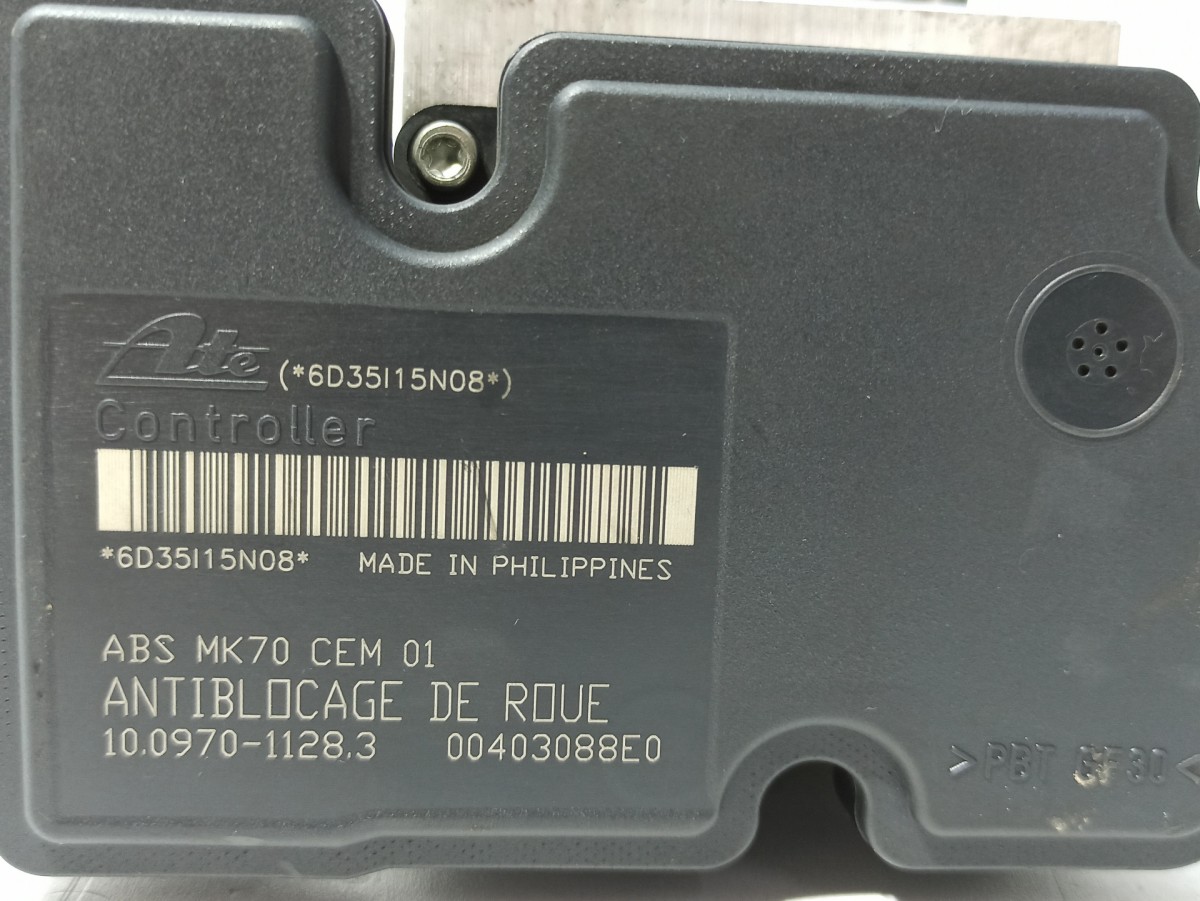 Ate (*6D35I15N08*)
Controller
*6D35I15N08* MADE IN PHILIPPINES
ABS MK70 CEM 01
ANTIBLOCAGE DE ROUE
10.0970-1128.3 00403088E0
>PBT GF30<